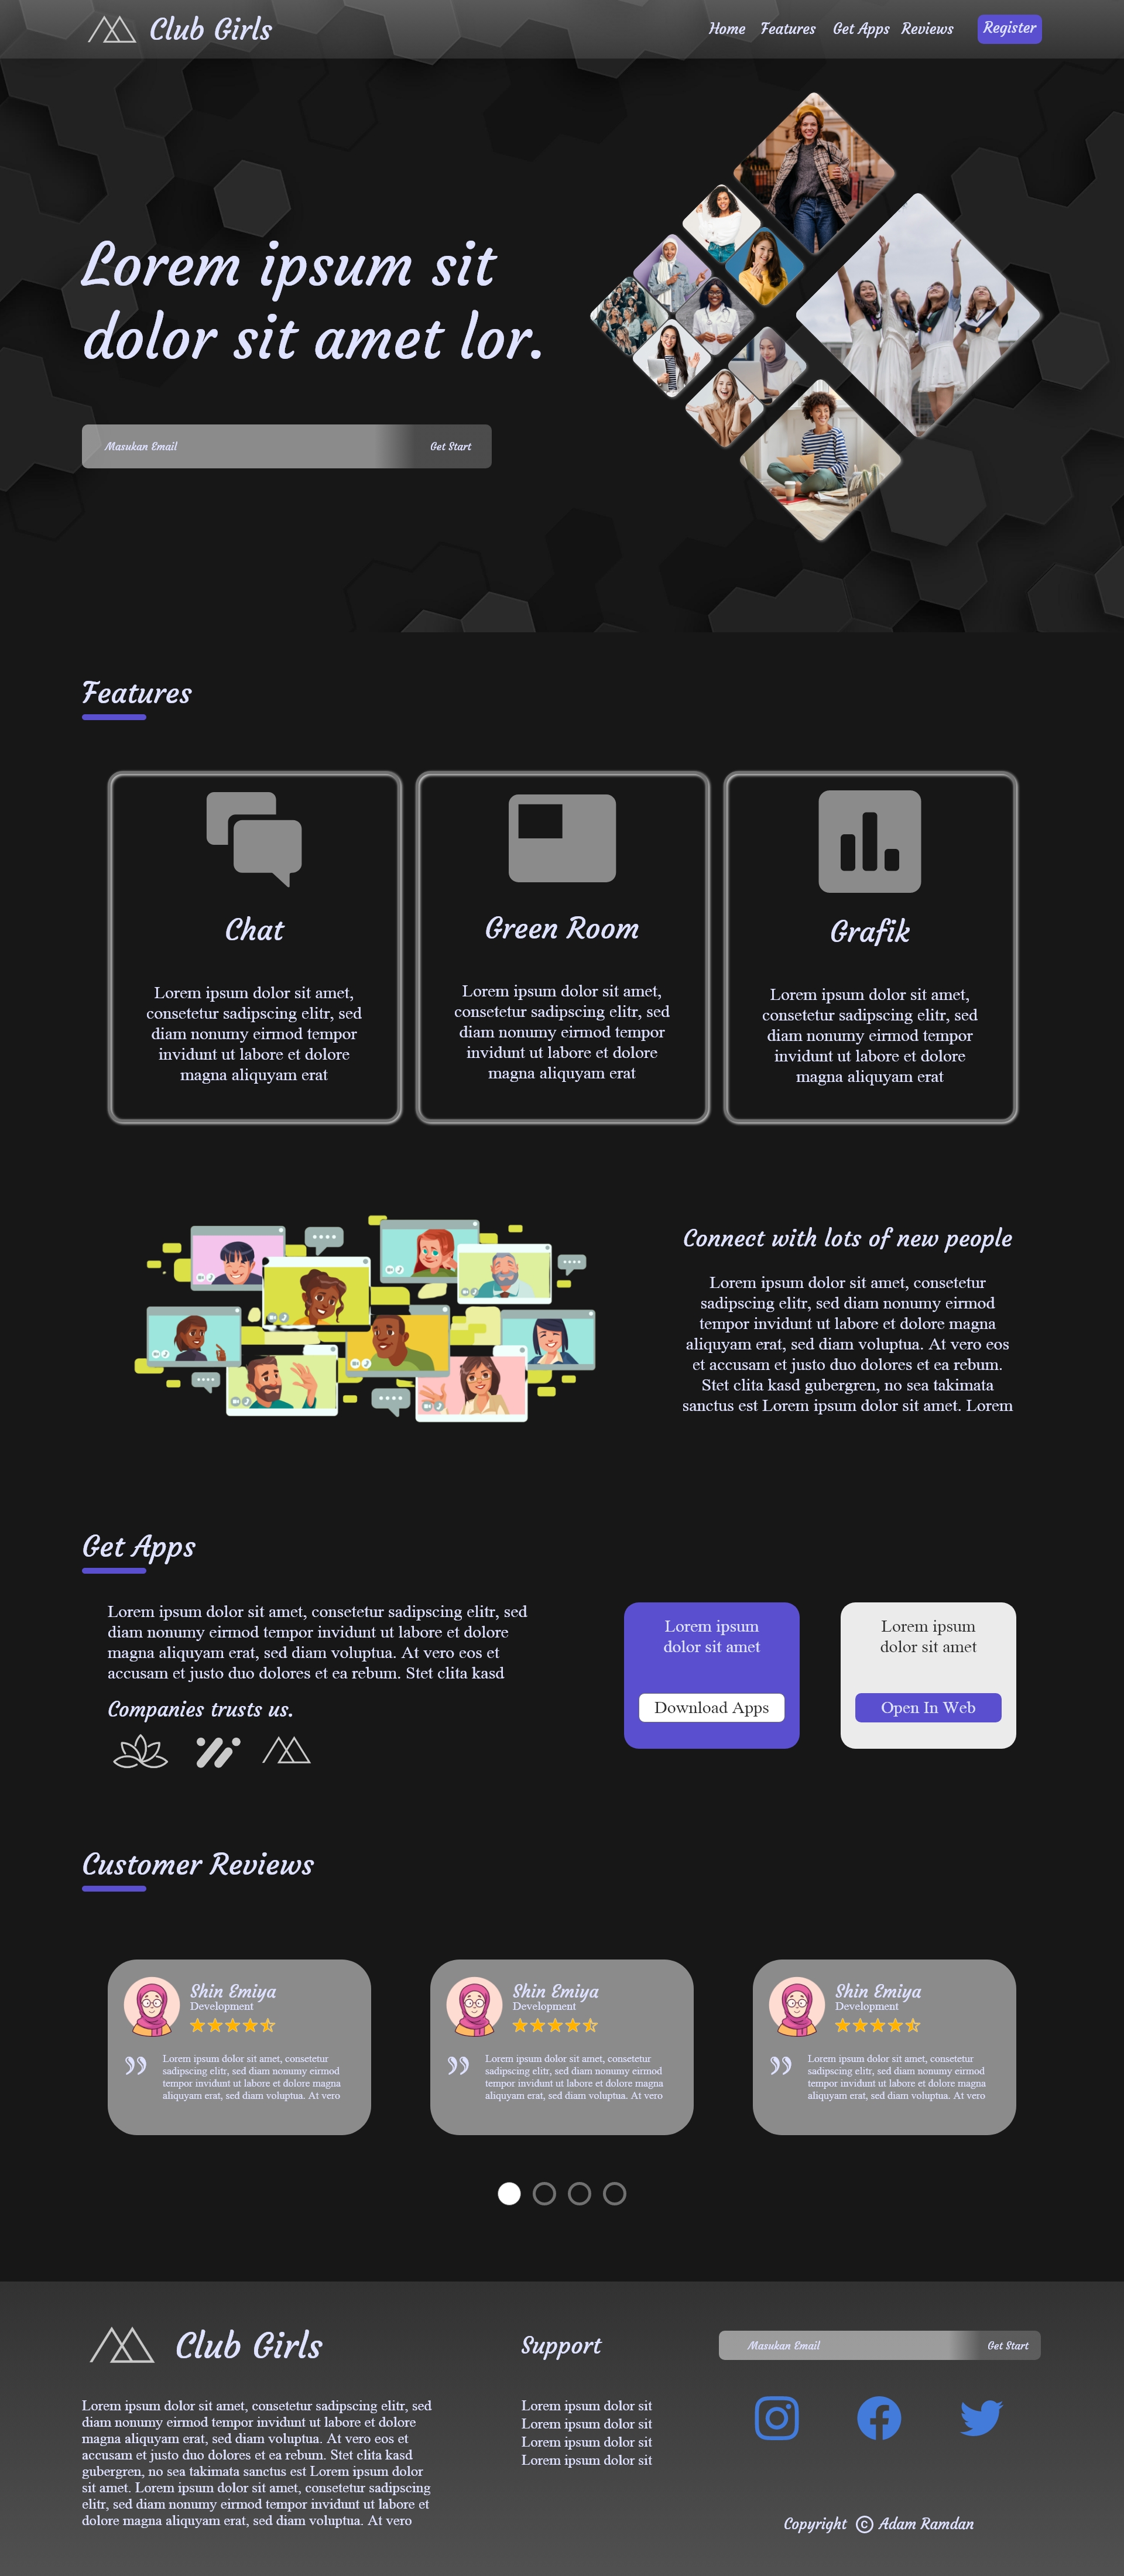 Club Girls
Home Features Get Apps Reviews Register
Lorem ipsum sit
dolor sit amet lor.
Masukan Email Get Start
Features
Chat
Lorem ipsum dolor sit amet,
consetetur sadipscing elitr, sed
diam nonumy eirmod tempor
invidunt ut labore et dolore
magna aliquyam erat
Green Room
Lorem ipsum dolor sit amet,
consetetur sadipscing elitr, sed
diam nonumy eirmod tempor
invidunt ut labore et dolore
magna aliquyam erat
Grafik
Lorem ipsum dolor sit amet,
consetetur sadipscing elitr, sed
diam nonumy eirmod tempor
invidunt ut labore et dolore
magna aliquyam erat
Connect with lots of new people
Lorem ipsum dolor sit amet, consetetur
sadipscing elitr, sed diam nonumy eirmod
tempor invidunt ut labore et dolore magna
aliquyam erat, sed diam voluptua. At vero eos
et accusam et justo duo dolores et ea rebum.
Stet clita kasd gubergren, no sea takimata
sanctus est Lorem ipsum dolor sit amet. Lorem
Get Apps
Lorem ipsum dolor sit amet, consetetur sadipscing elitr, sed
diam nonumy eirmod tempor invidunt ut labore et dolore
magna aliquyam erat, sed diam voluptua. At vero eos et
accusam et justo duo dolores et ea rebum. Stet clita kasd
Companies trusts us.
Lorem ipsum
dolor sit amet
Download Apps
Lorem ipsum
dolor sit amet
Open In Web
Customer Reviews
Shin Emiya
Development
Lorem ipsum dolor sit amet, consetetur
sadipscing elitr, sed diam nonumy eirmod
tempor invidunt ut labore et dolore magna
aliquyam erat, sed diam voluptua. At vero
Shin Emiya
Development
Lorem ipsum dolor sit amet, consetetur
sadipscing elitr, sed diam nonumy eirmod
tempor invidunt ut labore et dolore magna
aliquyam erat, sed diam voluptua. At vero
Shin Emiya
Development
Lorem ipsum dolor sit amet, consetetur
sadipscing elitr, sed diam nonumy eirmod
tempor invidunt ut labore et dolore magna
aliquyam erat, sed diam voluptua. At vero
Club Girls
Lorem ipsum dolor sit amet, consetetur sadipscing elitr, sed
diam nonumy eirmod tempor invidunt ut labore et dolore
magna aliquyam erat, sed diam voluptua. At vero eos et
accusam et justo duo dolores et ea rebum. Stet clita kasd
gubergren, no sea takimata sanctus est Lorem ipsum dolor
sit amet. Lorem ipsum dolor sit amet, consetetur sadipscing
elitr, sed diam nonumy eirmod tempor invidunt ut labore et
dolore magna aliquyam erat, sed diam voluptua. At vero
Support
Lorem ipsum dolor sit
Lorem ipsum dolor sit
Lorem ipsum dolor sit
Lorem ipsum dolor sit
Masukan Email Get Start
Copyright © Adam Ramdan